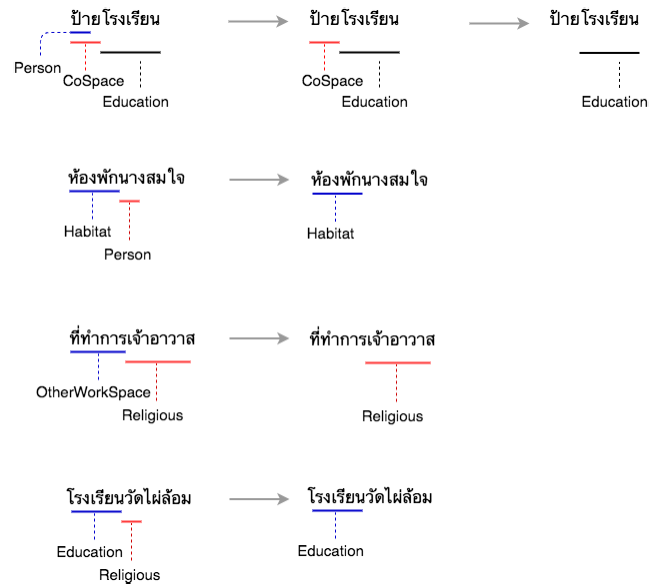 ป้ายโรงเรียน ป้ายโรงเรียน ป้ายโรงเรียน
Person
CoSpace CoSpace
Education Education Education
ห้องพักนางสมใจ ห้องพักนางสมใจ
Habitat Habitat
Person
ที่ทำการเจ้าอาวาส ที่ทำการเจ้าอาวาส
OtherWorkSpace
Religious Religious
โรงเรียนวัดไผ่ล้อม โรงเรียนวัดไผ่ล้อม
Education Education
Religious